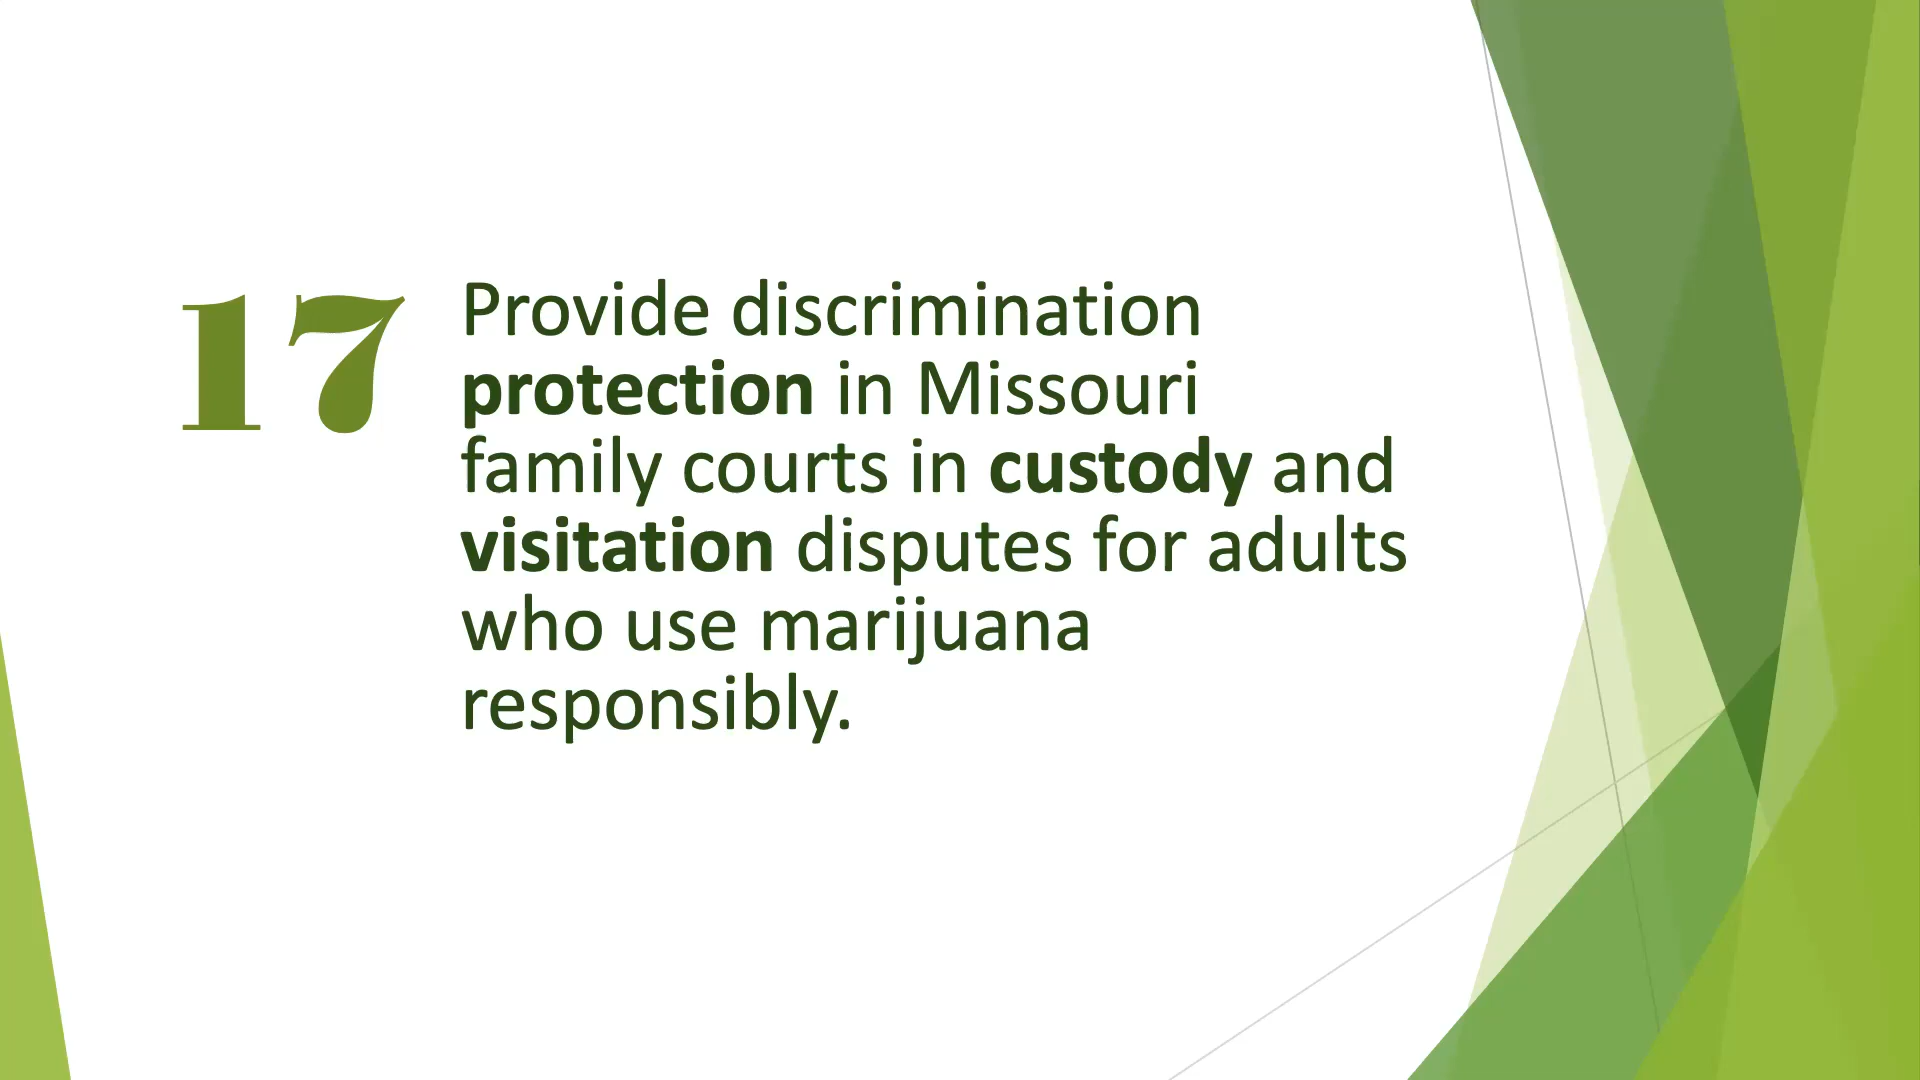 17
Provide discrimination
protection in Missouri
family courts in custody and
visitation disputes for adults
who use marijuana
responsibly.